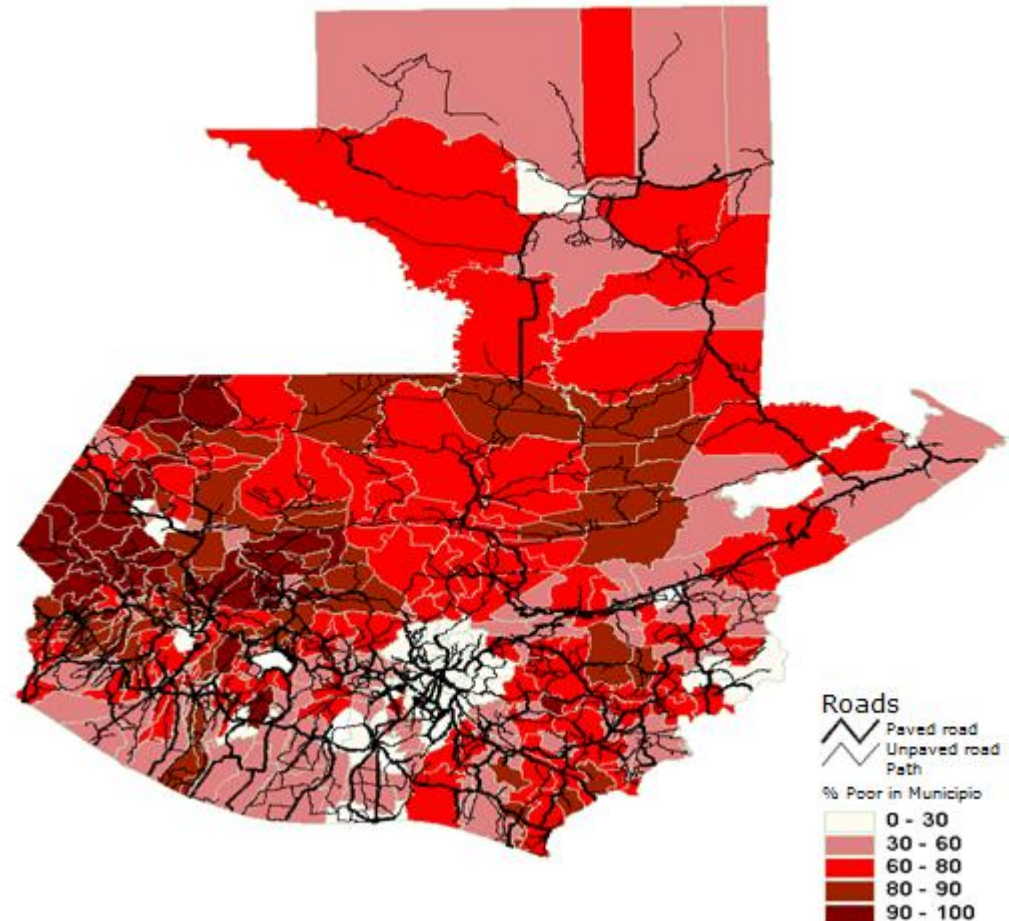 Roads
Paved road
Unpaved road
Path
% Poor in Municipio
0 - 30
30 - 60
60 - 80
80 - 90
90 - 100